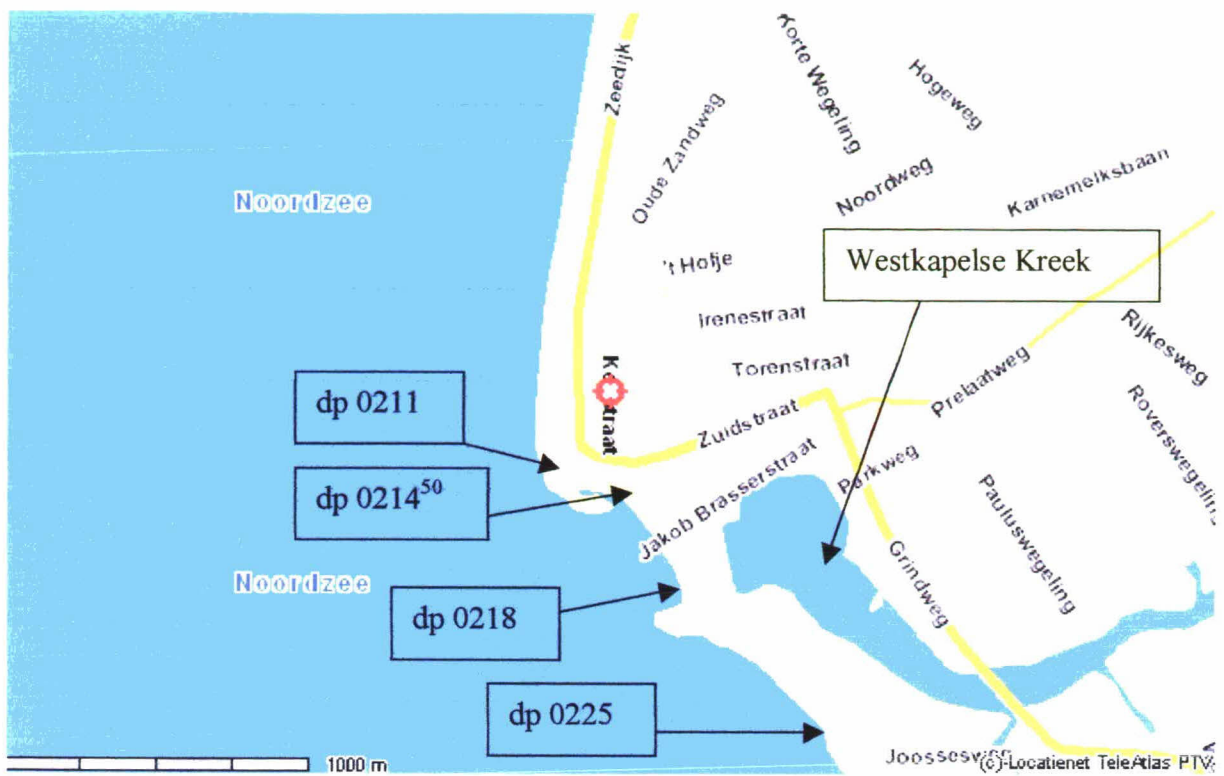 Zeedijk
Korte Wegeling
Hogeweg
Oude Zandweg
Noordweg
Karnemelksbaan
Noordzee
't Hofje
Westkapelse Kreek
Irenestraat
Rijkesweg
Torenstraat
Prelaatweg
dp 0211
Zuidstraat
Roverswegeling
dp 0214⁵⁰
Jakob Brasserstraat
Parkweg
Pauluswegeling
Grindweg
Noordzee
dp 0218
dp 0225
1000 m
(c) Locatienet TeleAtlas PTV